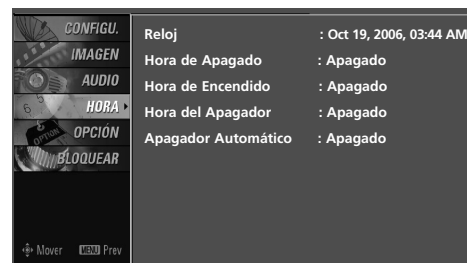 CONFIGU.
IMAGEN
AUDIO
HORA
OPCIÓN
BLOQUEAR
Mover MENU Prev
Reloj : Oct 19, 2006, 03:44 AM
Hora de Apagado : Apagado
Hora de Encendido : Apagado
Hora del Apagador : Apagado
Apagador Automático : Apagado